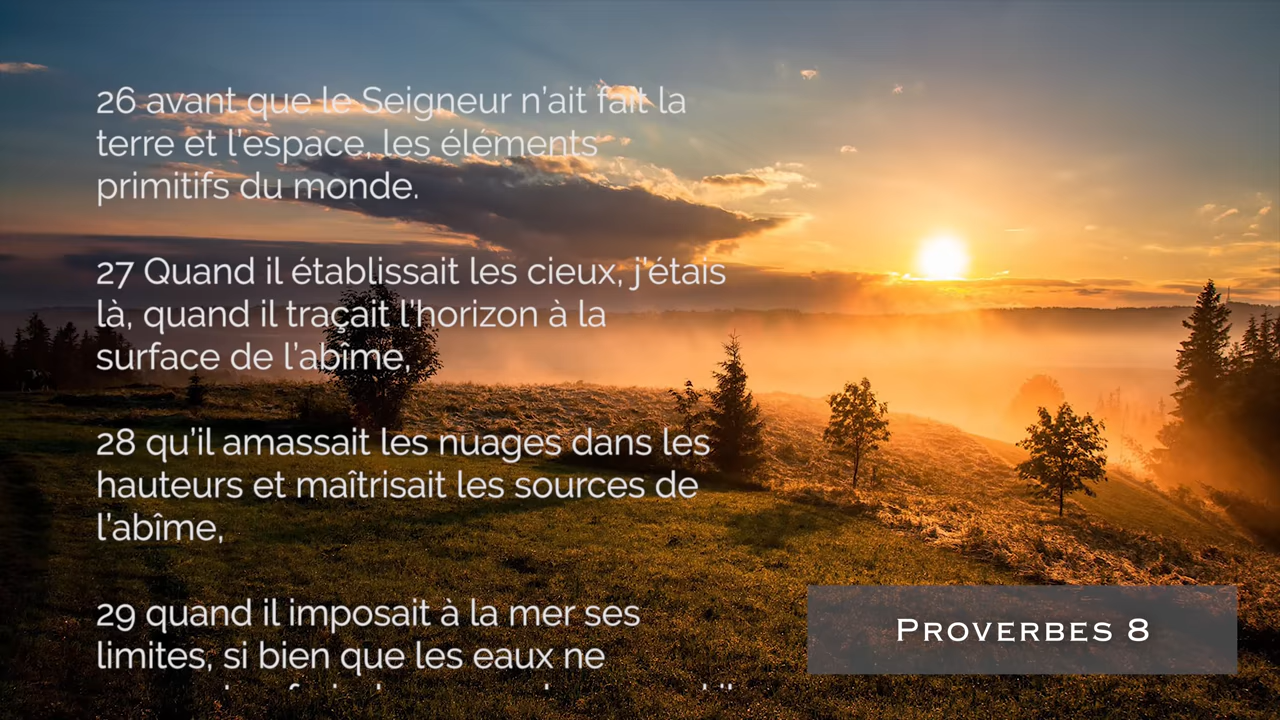 26 avant que le Seigneur n’ait fait la
terre et l’espace, les éléments
primitifs du monde.
27 Quand il établissait les cieux, j’étais
là, quand il traçait l’horizon à la
surface de l’abîme,
28 qu’il amassait les nuages dans les
hauteurs et maîtrisait les sources de
l’abîme,
29 quand il imposait à la mer ses
limites, si bien que les eaux ne
Proverbes 8